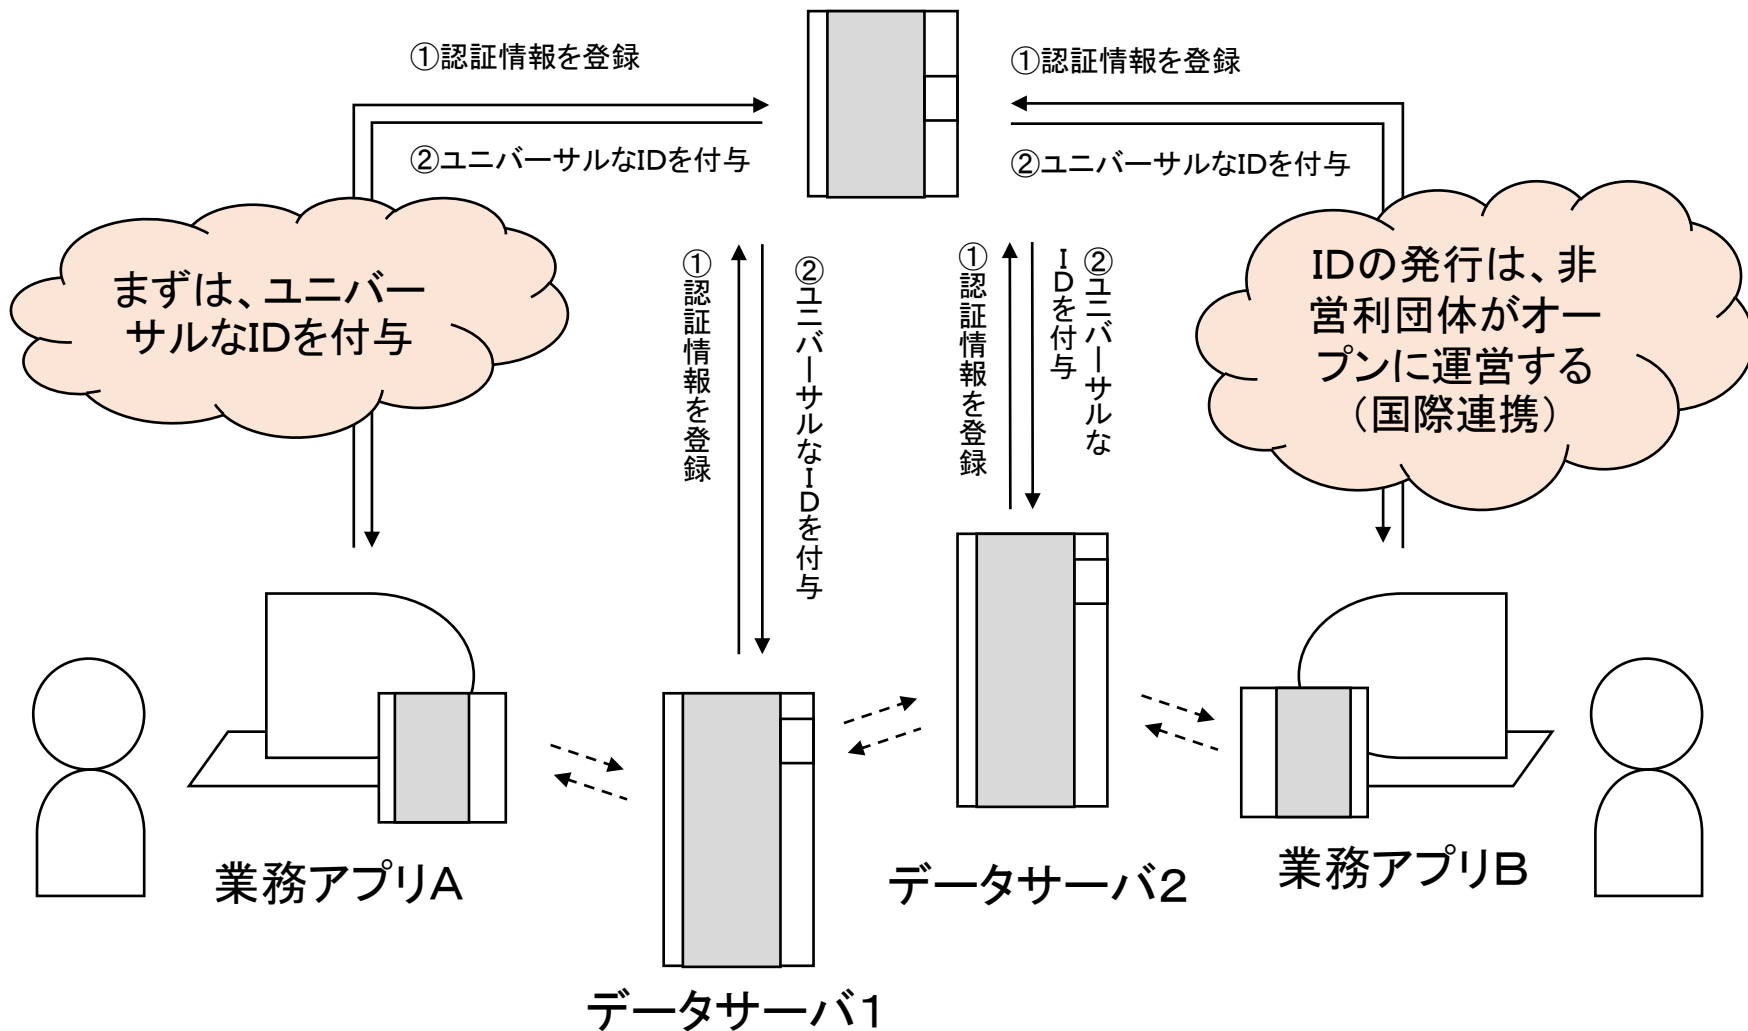 ①認証情報を登録
②ユニバーサルなIDを付与
①認証情報を登録
②ユニバーサルなIDを付与
まずは、ユニバー
サルなIDを付与
①認証情報を登録
②ユニバーサルなIDを付与
①認証情報を登録
②ユニバーサルな
IDを付与
IDの発行は、非
営利団体がオー
プンに運営する
（国際連携）
業務アプリA
データサーバ1
データサーバ2
業務アプリB